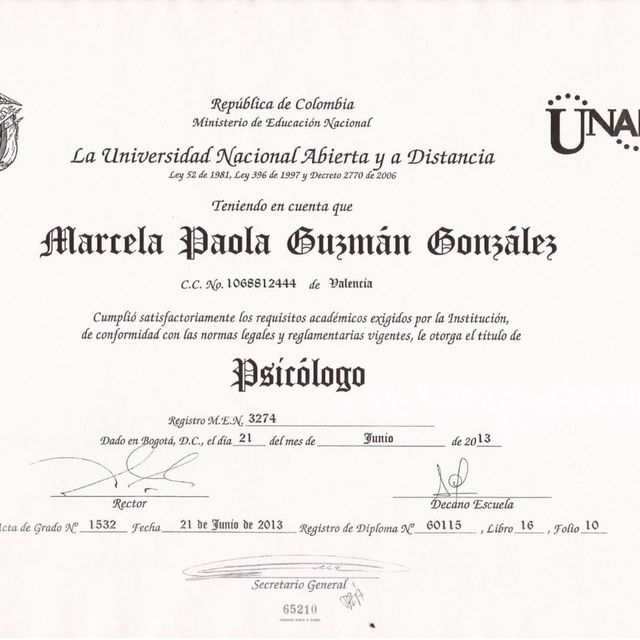 República de Colombia
Ministerio de Educación Nacional
UNA
La Universidad Nacional Abierta y a Distancia
Ley 52 de 1981, Ley 396 de 1997 y Decreto 2770 de 2006
Teniendo en cuenta que
Marcela Paola Guzmán González
C.C. No. 1068812444 de Valencia
Cumplió satisfactoriamente los requisitos académicos exigidos por la Institución,
de conformidad con las normas legales y reglamentarias vigentes, le otorga el título de
Psicólogo
Registro M.E.N. 3274
Dado en Bogotá, D.C., el día 21 del mes de Junio de 2013
Rector
Decano Escuela
Acta de Grado Nº 1532 Fecha 21 de Junio de 2013 Registro de Diploma Nº 60115 , Libro 16 , Folio 10
Secretario General
65210